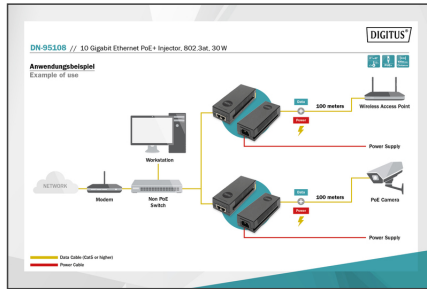 DIGITUS®
DN-95108 // 10 Gigabit Ethernet PoE+ Injector, 802.3at, 30 W
Anwendungsbeispiel
Example of use
Data
100 meters
Wireless Access Point
Power
Workstation
Power Supply
NETWORK
Modem
Non PoE
Switch
Data
100 meters
PoE Camera
Power
Power Supply
Data Cable (Cat5 or higher)
Power Cable